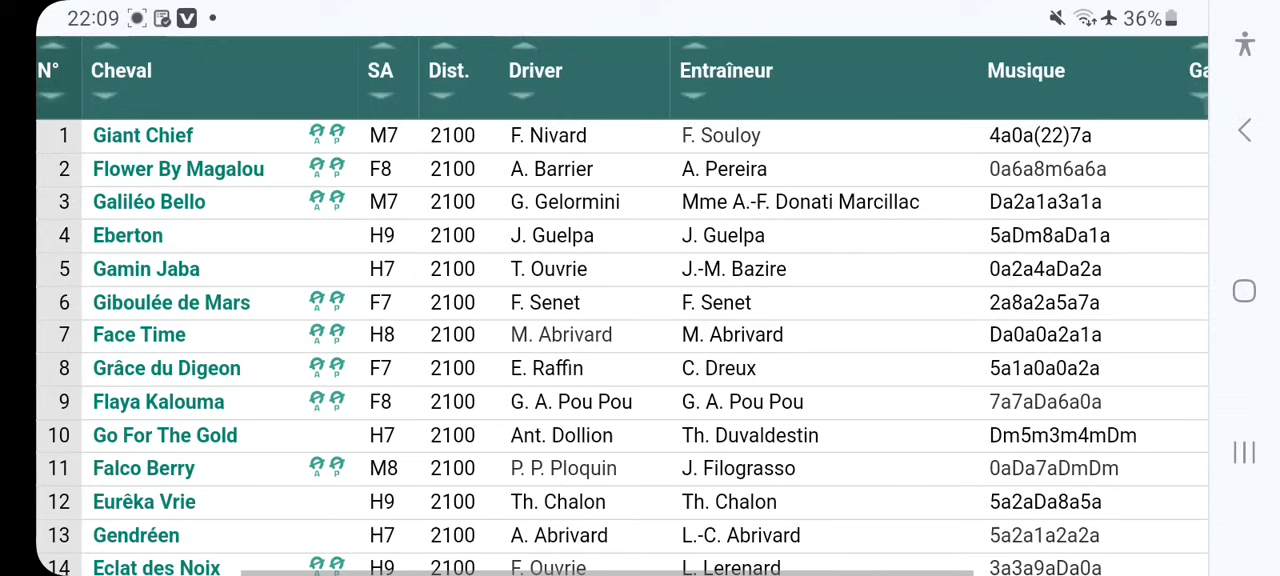 22:09 V 36%
N° Cheval SA Dist. Driver Entraîneur Musique Ga
1 Giant Chief A P M7 2100 F. Nivard F. Souloy 4a0a(22)7a
2 Flower By Magalou A P F8 2100 A. Barrier A. Pereira 0a6a8m6a6a
3 Galiléo Bello A P M7 2100 G. Gelormini Mme A.-F. Donati Marcillac Da2a1a3a1a
4 Eberton H9 2100 J. Guelpa J. Guelpa 5aDm8aDa1a
5 Gamin Jaba H7 2100 T. Ouvrie J.-M. Bazire 0a2a4aDa2a
6 Giboulée de Mars A P F7 2100 F. Senet F. Senet 2a8a2a5a7a
7 Face Time A P H8 2100 M. Abrivard M. Abrivard Da0a0a2a1a
8 Grâce du Digeon A P F7 2100 E. Raffin C. Dreux 5a1a0a0a2a
9 Flaya Kalouma A P F8 2100 G. A. Pou Pou G. A. Pou Pou 7a7aDa6a0a
10 Go For The Gold H7 2100 Ant. Dollion Th. Duvaldestin Dm5m3m4mDm
11 Falco Berry A P M8 2100 P. P. Ploquin J. Filograsso 0aDa7aDmDm
12 Eurêka Vrie H9 2100 Th. Chalon Th. Chalon 5a2aDa8a5a
13 Gendréen H7 2100 A. Abrivard L.-C. Abrivard 5a2a1a2a2a
14 Eclat des Noix A P H9 2100 F. Ouvrie L. Lerenard 3a3a9aDa0a